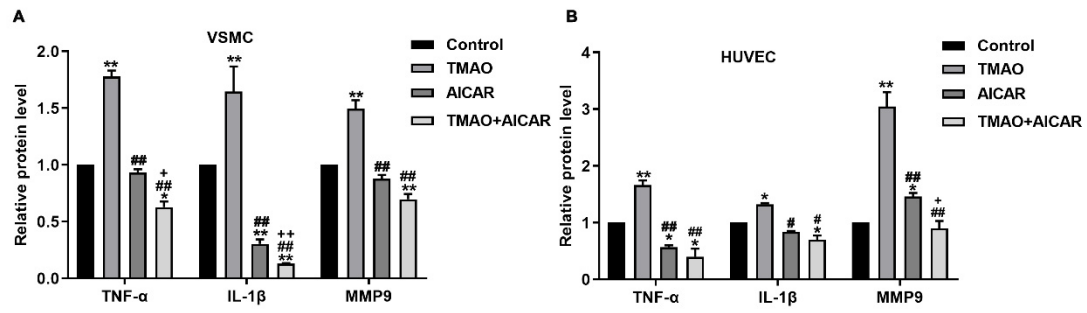 A
VSMC
Relative protein level
2.0
1.5
1.0
0.5
0.0
**
##
+
##
*
**
##
**
++
##
**
**
##
##
**
TNF-α
IL-1β
MMP9
Control
TMAO
AICAR
TMAO+AICAR
B
HUVEC
Relative protein level
4
3
2
1
0
**
##
*
##
*
*
#
#
*
**
##
*
+
##
TNF-α
IL-1β
MMP9
Control
TMAO
AICAR
TMAO+AICAR